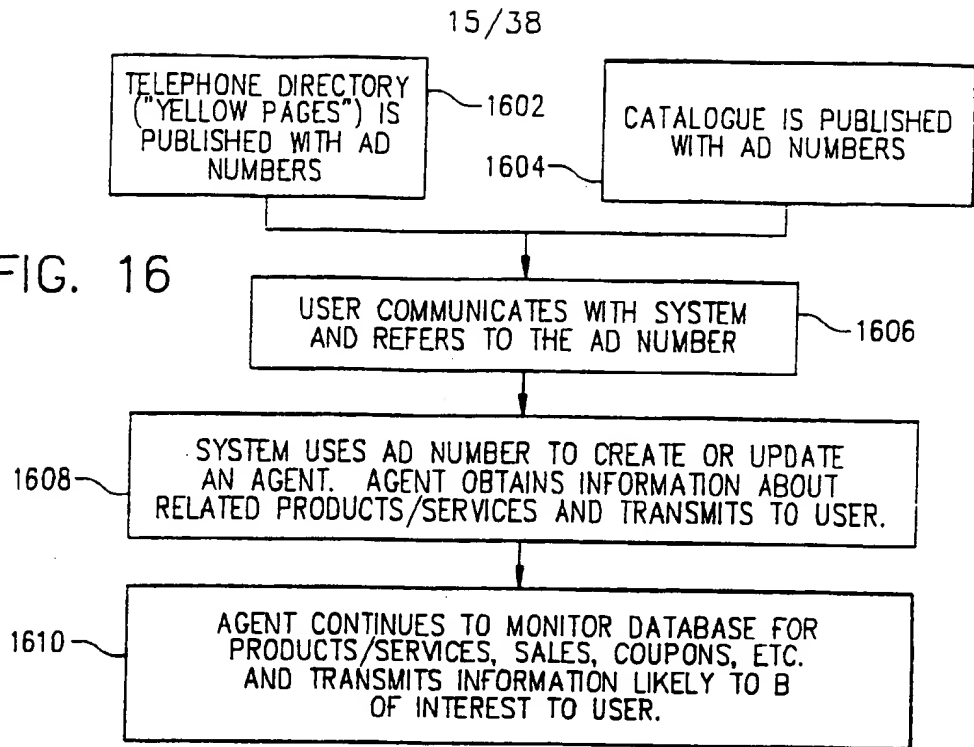 15/38
TELEPHONE DIRECTORY
("YELLOW PAGES") IS
PUBLISHED WITH AD
NUMBERS
1602
CATALOGUE IS PUBLISHED
WITH AD NUMBERS
1604
FIG. 16
USER COMMUNICATES WITH SYSTEM
AND REFERS TO THE AD NUMBER
1606
SYSTEM USES AD NUMBER TO CREATE OR UPDATE
AN AGENT. AGENT OBTAINS INFORMATION ABOUT
RELATED PRODUCTS/SERVICES AND TRANSMITS TO USER.
1608
AGENT CONTINUES TO MONITOR DATABASE FOR
PRODUCTS/SERVICES, SALES, COUPONS, ETC.
AND TRANSMITS INFORMATION LIKELY TO B
OF INTEREST TO USER.
1610